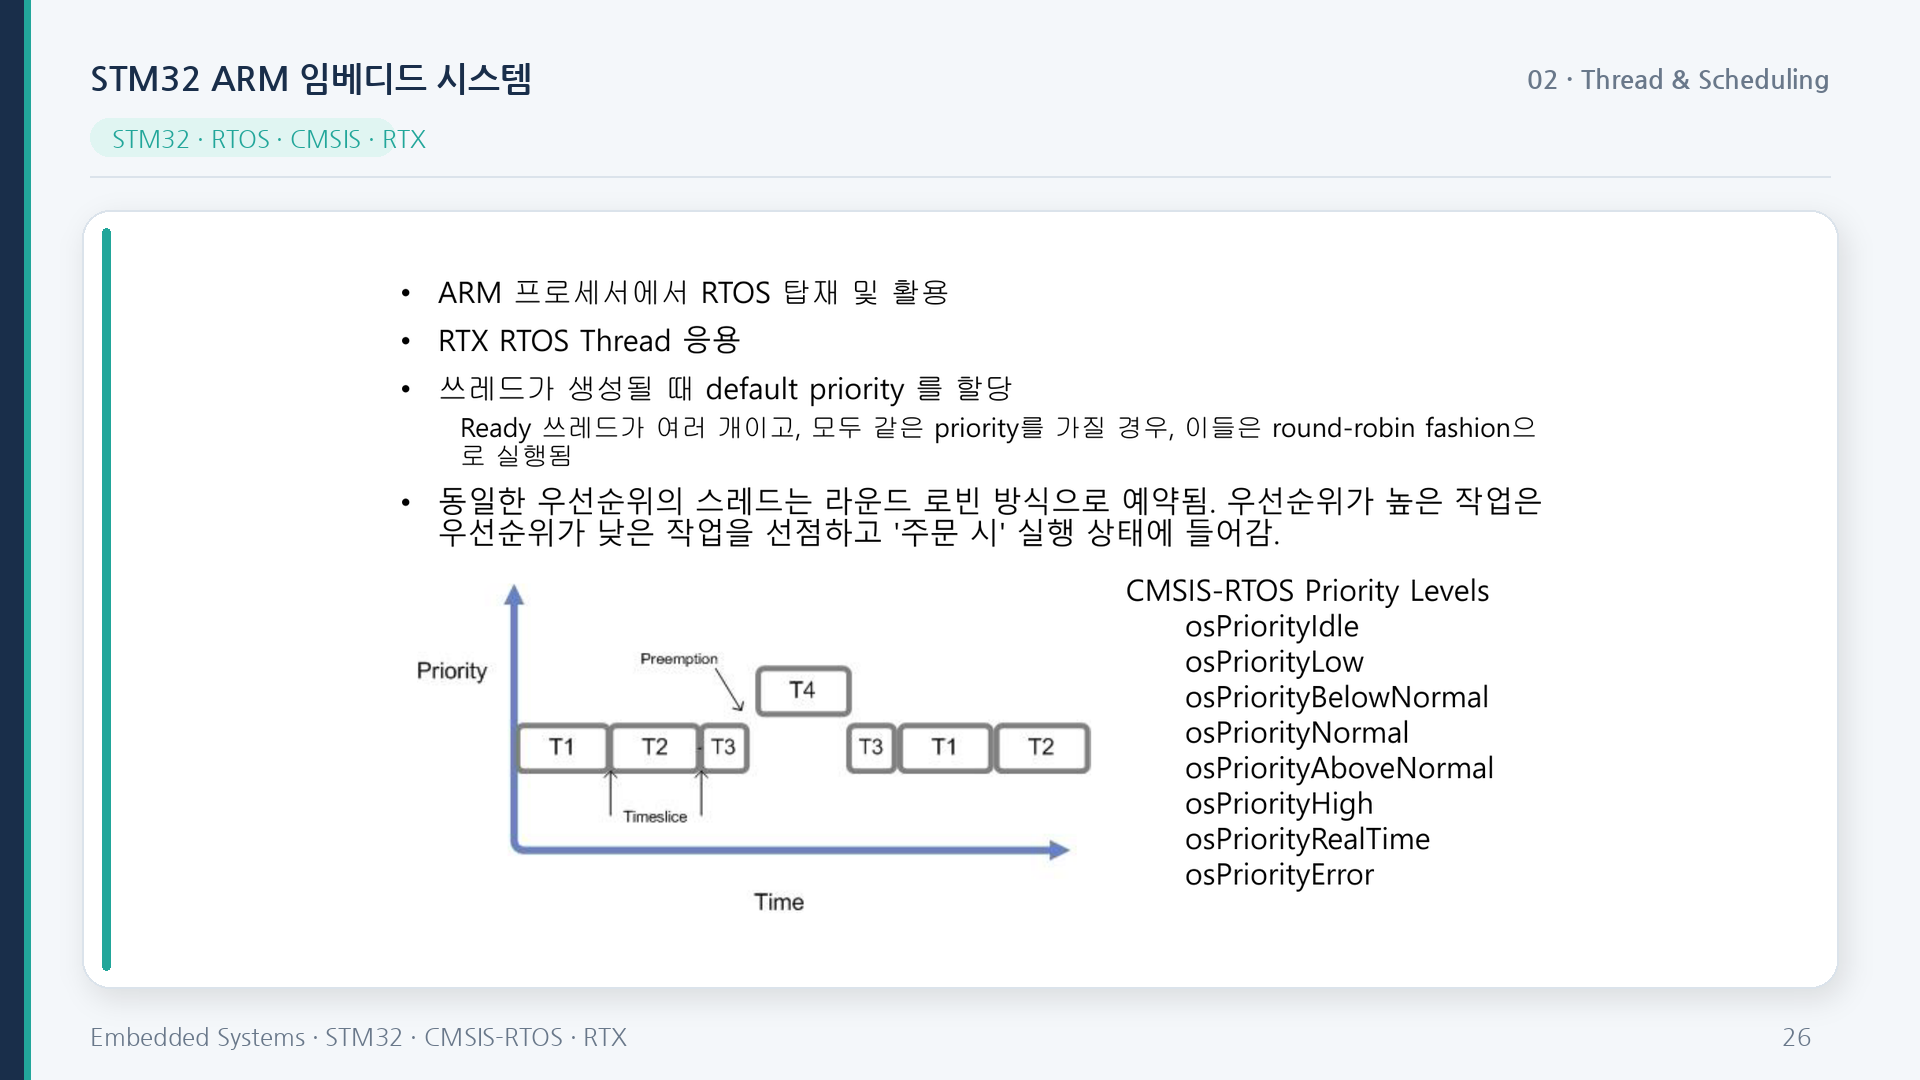 STM32 ARM 임베디드 시스템
02 · Thread & Scheduling
STM32 · RTOS · CMSIS · RTX
• ARM 프로세서에서 RTOS 탑재 및 활용
• RTX RTOS Thread 응용
• 쓰레드가 생성될 때 default priority 를 할당
Ready 쓰레드가 여러 개이고, 모두 같은 priority를 가질 경우, 이들은 round-robin fashion으
로 실행됨
• 동일한 우선순위의 스레드는 라운드 로빈 방식으로 예약됨. 우선순위가 높은 작업은
우선순위가 낮은 작업을 선점하고 '주문 시' 실행 상태에 들어감.
Priority
Preemption
T4
T1
T2
T3
T3
T1
T2
Timeslice
Time
CMSIS-RTOS Priority Levels
osPriorityIdle
osPriorityLow
osPriorityBelowNormal
osPriorityNormal
osPriorityAboveNormal
osPriorityHigh
osPriorityRealTime
osPriorityError
Embedded Systems · STM32 · CMSIS-RTOS · RTX
26